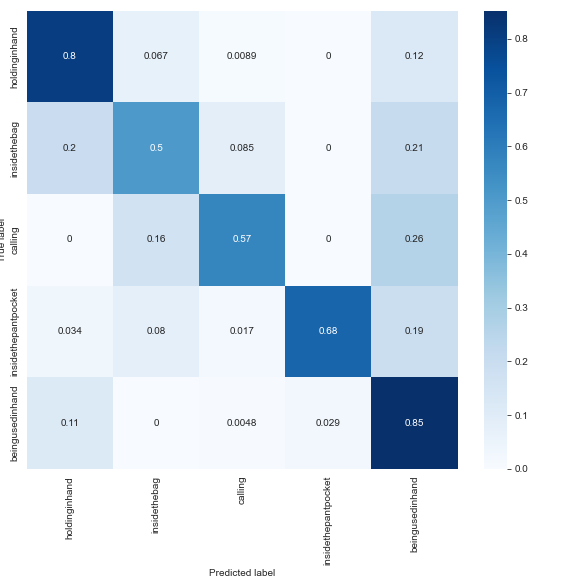 holdinginhand 0.8 0.067 0.0089 0 0.12
insidethebag 0.2 0.5 0.085 0 0.21
True label
calling 0 0.16 0.57 0 0.26
insidethepantpocket 0.034 0.08 0.017 0.68 0.19
beingusedinhand 0.11 0 0.0048 0.029 0.85
holdinginhand insidethebag calling insidethepantpocket beingusedinhand
Predicted label
0.8
0.7
0.6
0.5
0.4
0.3
0.2
0.1
0.0